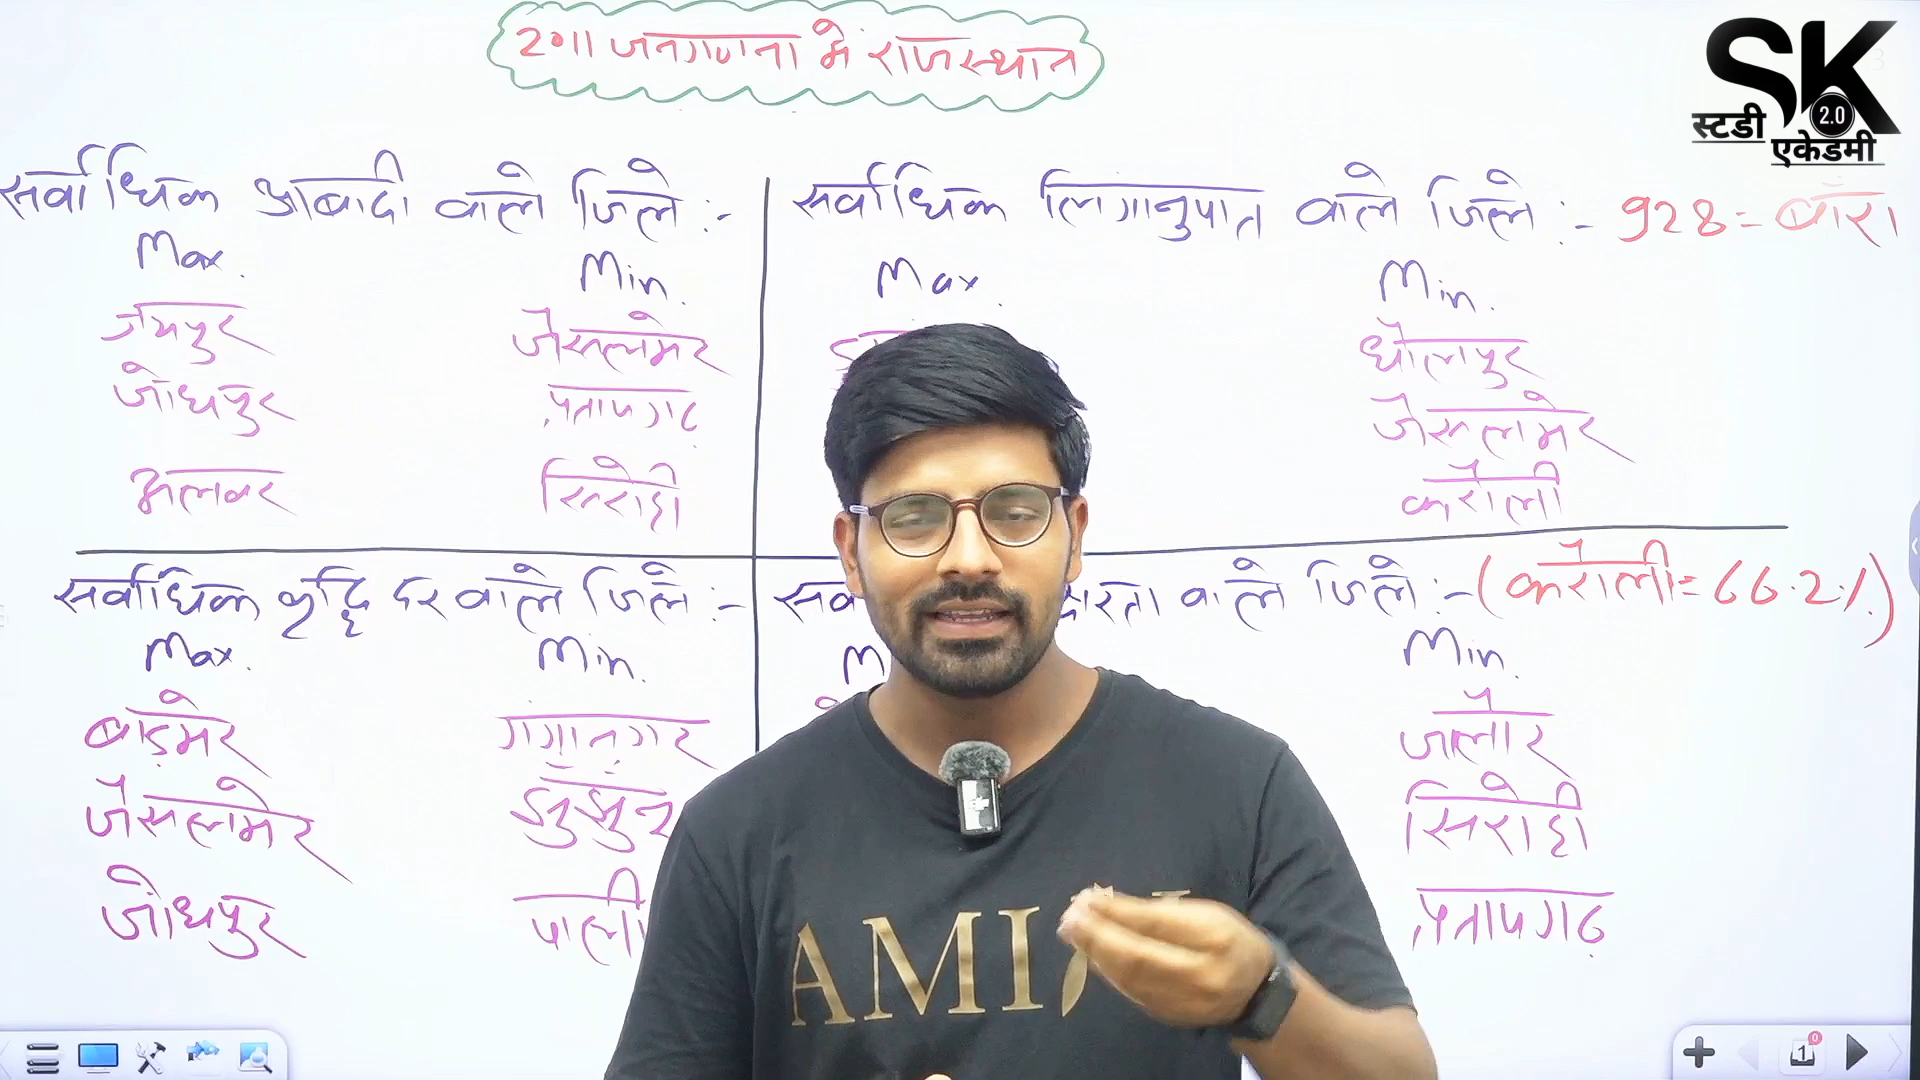 2011 जनगणना में राजस्थान
SK
2.0
स्टडी
एकेडमी
सर्वाधिक आबादी वाले जिले :-
Max.
Min.
जयपुर
जैसलमेर
जोधपुर
प्रतापगढ
अलवर
सिरोही
सर्वाधिक लिंगानुपात वाले जिले :- 928 = बाँरा
Max.
Min.
धौलपुर
जैसलमेर
करौली
सर्वाधिक वृद्धि दर वाले जिले :-
Max.
Min.
बाड़मेर
गंगानगर
जैसलमेर
झुंझुंनू
जोधपुर
पाली
वाले जिले :- (करौली = 66.2%)
Min.
जालौर
सिरोही
प्रतापगढ
AMI
1
0